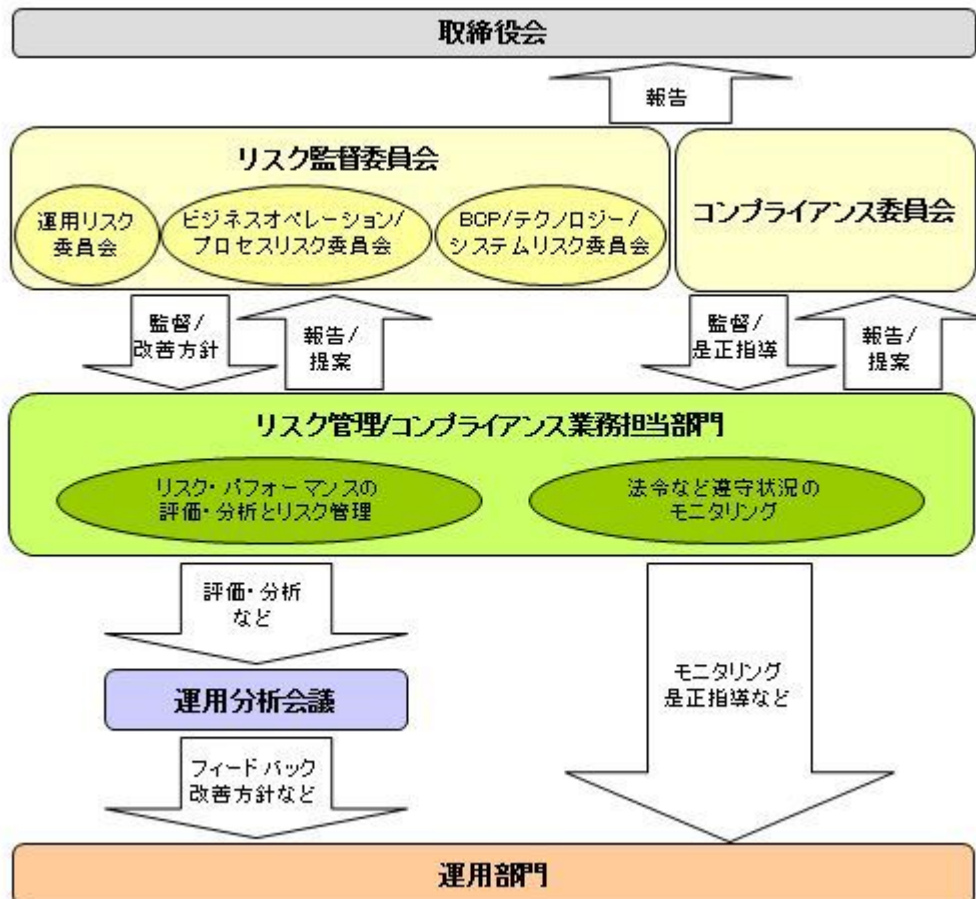 取締役会
報告
リスク監督委員会
運用リスク
委員会
ビジネスオペレーション/
プロセスリスク委員会
BCP/テクノロジー/
システムリスク委員会
コンプライアンス委員会
監督/
改善方針
報告/
提案
監督/
是正指導
報告/
提案
リスク管理/コンプライアンス業務担当部門
リスク・パフォーマンスの
評価・分析とリスク管理
法令など遵守状況の
モニタリング
評価・分析
など
運用分析会議
モニタリング
是正指導など
フィードバック
改善方針など
運用部門